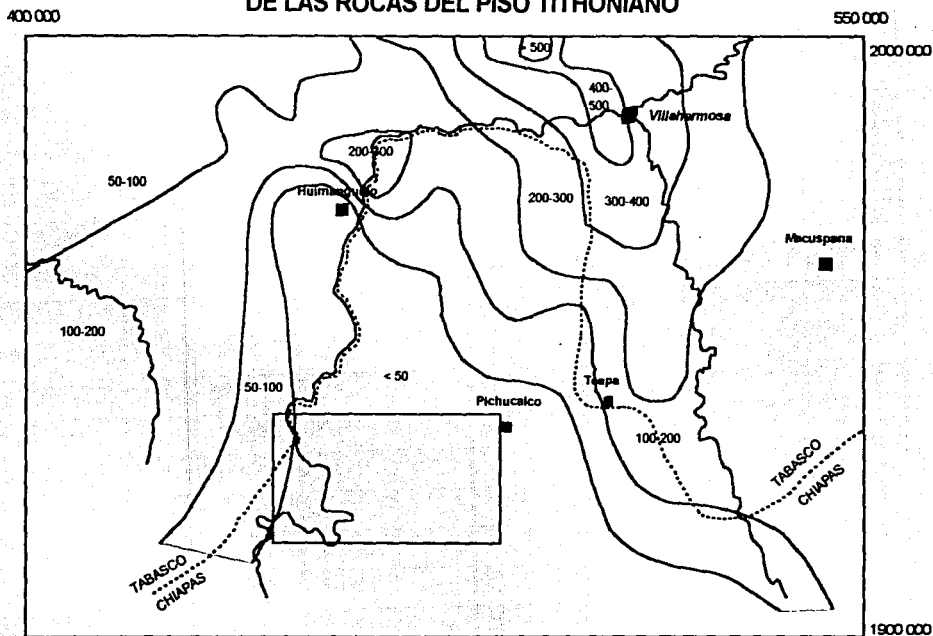 DE LAS ROCAS DEL PISO TITHONIANO
400 000
550 000
2000 000
> 500
400-
500
Villahermosa
200-300
50-100
Huimanguillo
200-300
300-400
Macuspana
100-200
50-100
< 50
Pichucalco
Teapa
100-200
TABASCO
CHIAPAS
TABASCO
CHIAPAS
1900 000